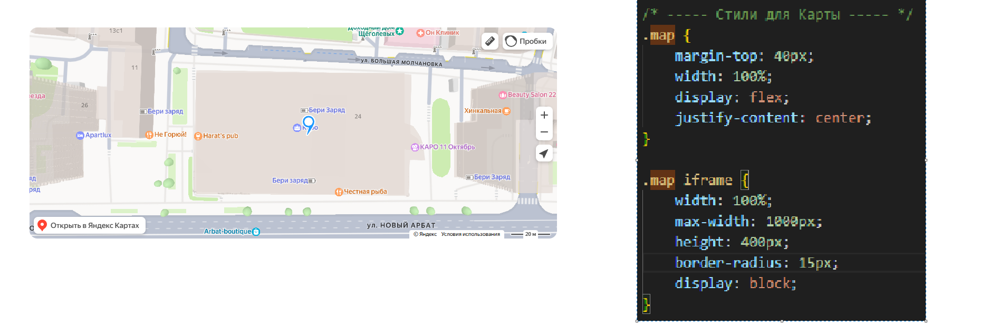 13с1
Доходный дом
Щёголевых
Он Клиник
Пробки
ул. БОЛЬШАЯ МОЛЧАНОВКА
11
везда
Beauty Salon 22
26
Бери заряд
Бери Заряд
24
Хинкальная
Apartlux
Не Горюй!
Harat's pub
КАРО 11 Октябрь
+
−
яд
ряд
Бери заряд
Бери Заряд
Честная рыба
Открыть в Яндекс Картах
Arbat-boutique
ул. НОВЫЙ АРБАТ
© Яндекс Условия использования
20 м
/* ----- Стили для Карты ----- */
.map {
margin-top: 40px;
width: 100%;
display: flex;
justify-content: center;
}
.map iframe {
width: 100%;
max-width: 1000px;
height: 400px;
border-radius: 15px;
display: block;
}